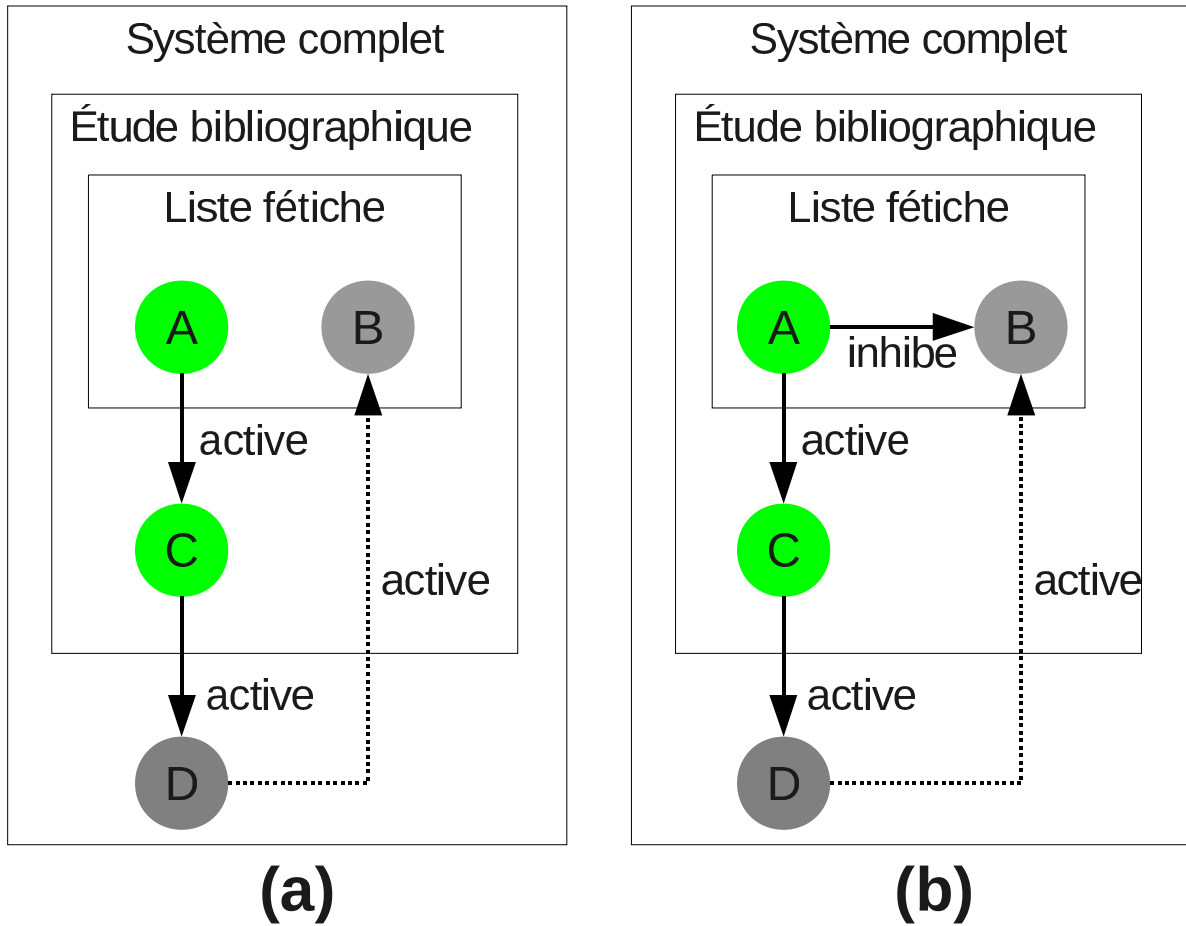 Système complet
Étude bibliographique
Liste fétiche
A
B
active
C
active
active
D
(a)
Système complet
Étude bibliographique
Liste fétiche
A
inhibe
B
active
C
active
active
D
(b)